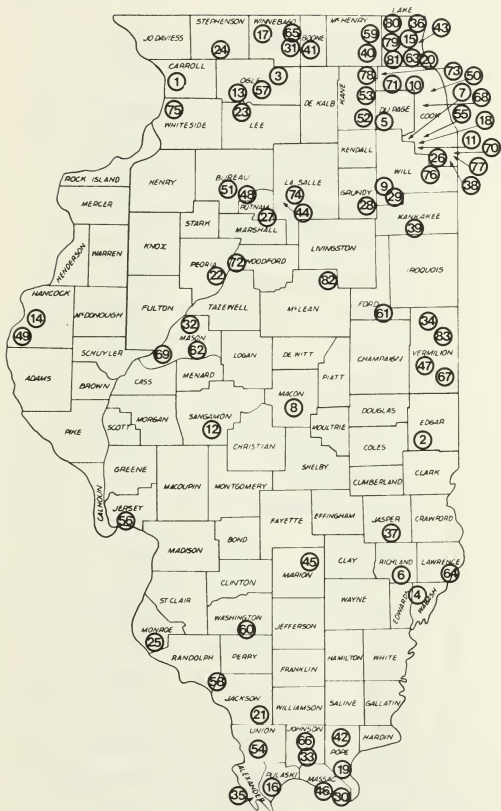 JO DAVIESS
STEPHENSON
WINNEBAGO
BOONE
McHENRY
LAKE
24
17
65
31
41
59
40
80
36
79
15
43
81
63
20
CARROLL
1
OGLE
3
13
57
DE KALB
KANE
78
73
50
71
10
7
68
53
DU PAGE
COOK
55
18
52
5
11
70
75
WHITESIDE
23
LEE
KENDALL
WILL
26
77
76
38
ROCK ISLAND
HENRY
BUREAU
51
48
LA SALLE
74
44
GRUNDY
9
28
29
MERCER
PUTNAM
27
KANKAKEE
39
STARK
MARSHALL
HENDERSON
WARREN
KNOX
PEORIA
22
72
WOODFORD
LIVINGSTON
82
IROQUOIS
HANCOCK
14
49
McDONOUGH
FULTON
TAZEWELL
McLEAN
FORD
61
32
MASON
62
69
34
83
VERMILION
47
67
SCHUYLER
ADAMS
BROWN
CASS
MENARD
LOGAN
DE WITT
PIATT
CHAMPAIGN
MACON
8
PIKE
SCOTT
MORGAN
SANGAMON
12
CHRISTIAN
MOULTRIE
DOUGLAS
COLES
EDGAR
2
SHELBY
GREENE
MACOUPIN
MONTGOMERY
CUMBERLAND
CLARK
CALHOUN
JERSEY
56
FAYETTE
EFFINGHAM
JASPER
37
CRAWFORD
MADISON
BOND
MARION
45
CLAY
RICHLAND
6
LAWRENCE
64
CLINTON
ST CLAIR
WAYNE
EDWARDS
4
WABASH
WASHINGTON
60
JEFFERSON
MONROE
25
RANDOLPH
PERRY
HAMILTON
WHITE
58
FRANKLIN
JACKSON
21
WILLIAMSON
SALINE
GALLATIN
UNION
54
JOHNSON
66
33
42
POPE
19
HARDIN
ALEXANDER
35
PULASKI
16
MASSAC
46
30